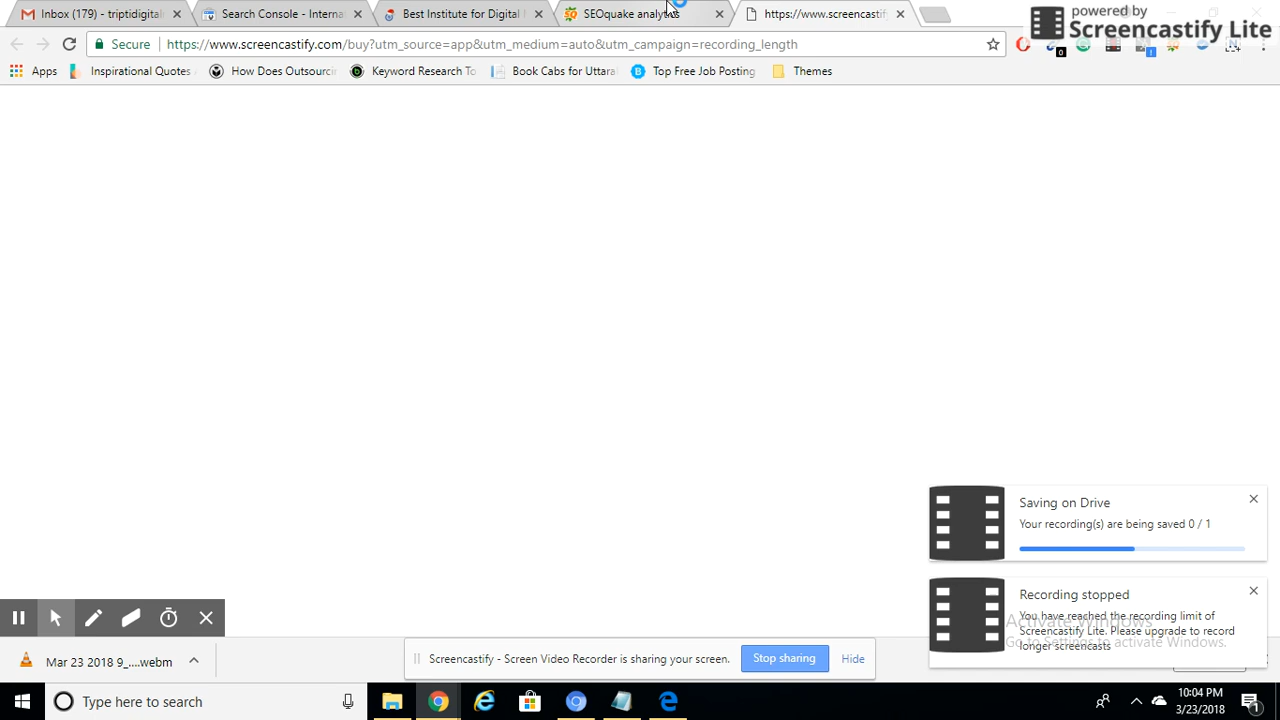 Inbox (179) - triptidigital
Search Console - Intern
Best Institute for Digital
SEOquake analytics
https://www.screencastif
powered by
Screencastify Lite
Secure
https://www.screencastify.com/buy?utm_source=app&utm_medium=auto&utm_campaign=recording_length
0
Apps
Inspirational Quotes
How Does Outsourci
Keyword Research To
Book Cabs for Uttara
Top Free Job Posting
Themes
Saving on Drive
Your recording(s) are being saved 0 / 1
Recording stopped
You have reached the recording limit of
Screencastify Lite. Please upgrade to record
longer screencasts
Activate Windows
Go to Settings to activate Windows.
Mar 23 2018 9_....webm
Screencastify - Screen Video Recorder is sharing your screen.
Stop sharing
Hide
Type here to search
10:04 PM
3/23/2018
1